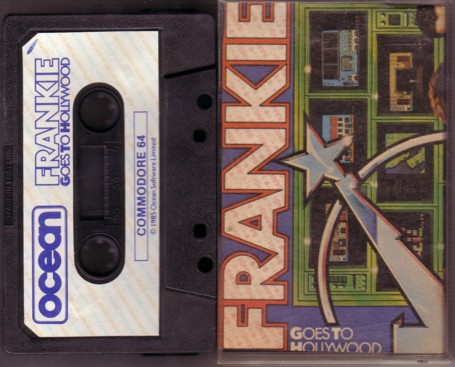 FRANKIE
GOES TO HOLLYWOOD
ocean
COMMODORE 64
© 1985 Ocean Software Limited
FRANKIE
GOES TO
HOLLYWOOD